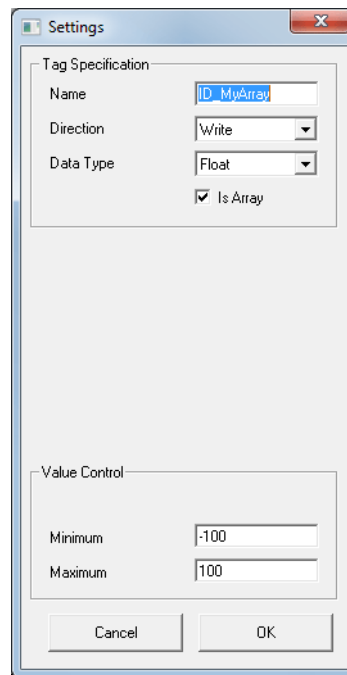 Settings
Tag Specification
Name ID_MyArray
Direction Write
Data Type Float
Is Array
Value Control
Minimum -100
Maximum 100
Cancel OK